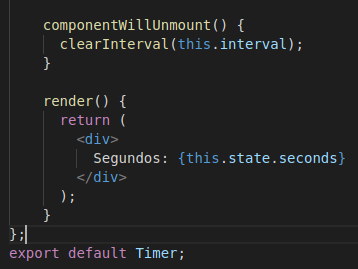 componentWillUnmount() {
clearInterval(this.interval);
}
render() {
return (
<div>
Segundos: {this.state.seconds}
</div>
);
}
};
export default Timer;